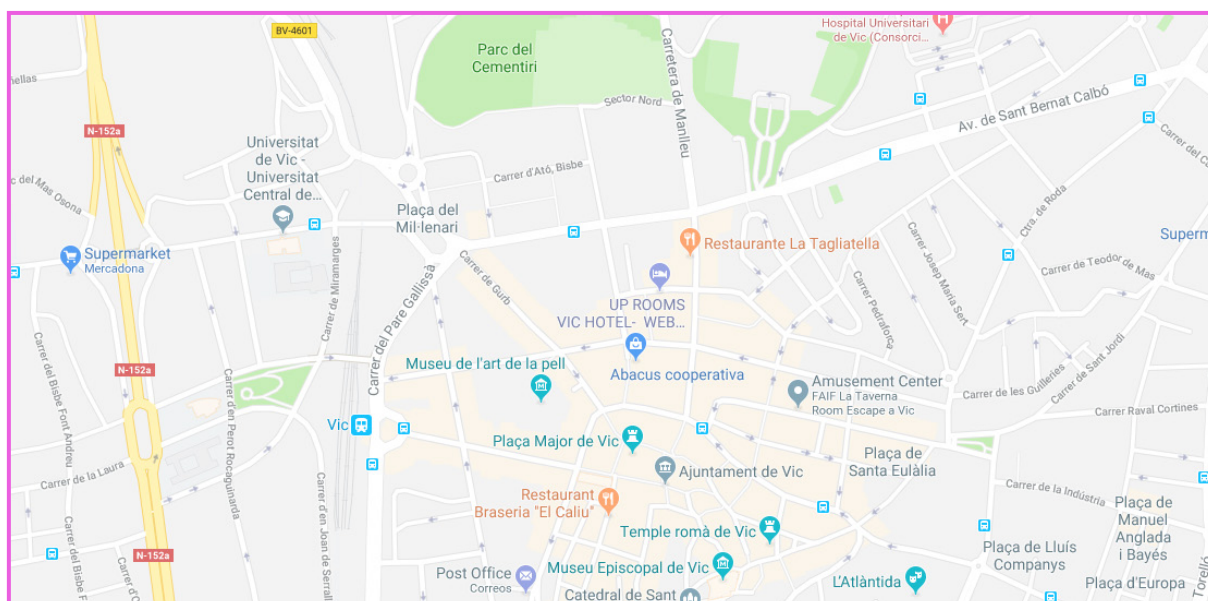 BV-4601
Parc del
Cementiri
Carretera de Manlleu
Hospital Universitari
de Vic (Consorci...
Sector Nord
Av. de Sant Bernat Calbó
N-152a
Universitat
de Vic -
Universitat
Central de...
Carrer d'Ató, Bisbe
c del Mas Osona
Plaça del
Mil·lenari
Ctra. de Roda
Supermarket
Mercadona
Restaurante La Tagliatella
Carrer Josep Maria Sert
Carrer de Teodor de Mas
Carrer de Miramarges
Carrer de Gurb
Carrer del Pare Gallissà
UP ROOMS
VIC HOTEL- WEB...
Carrer Pedraforca
Carrer del Bisbe Font Andreu
N-152a
Museu de l'art de la pell
Abacus cooperativa
Amusement Center
FAIF La Taverna
Room Escape a Vic
Carrer de les Guilleries
Carrer de Sant Jordi
Carrer Raval Cortines
Carrer d'en Perot Rocaguinarda
Vic
Plaça Major de Vic
Plaça de
Santa Eulàlia
Ajuntament de Vic
Carrer de la Laura
Restaurant
Braseria "El Caliu"
Carrer de la Indústria
Plaça de
Manuel
Anglada
i Bayés
Temple romà de Vic
N-152a
Plaça de Lluís
Companys
Post Office
Correos
Museu Episcopal de Vic
L'Atlàntida
Plaça d'Europa
Catedral de Sant